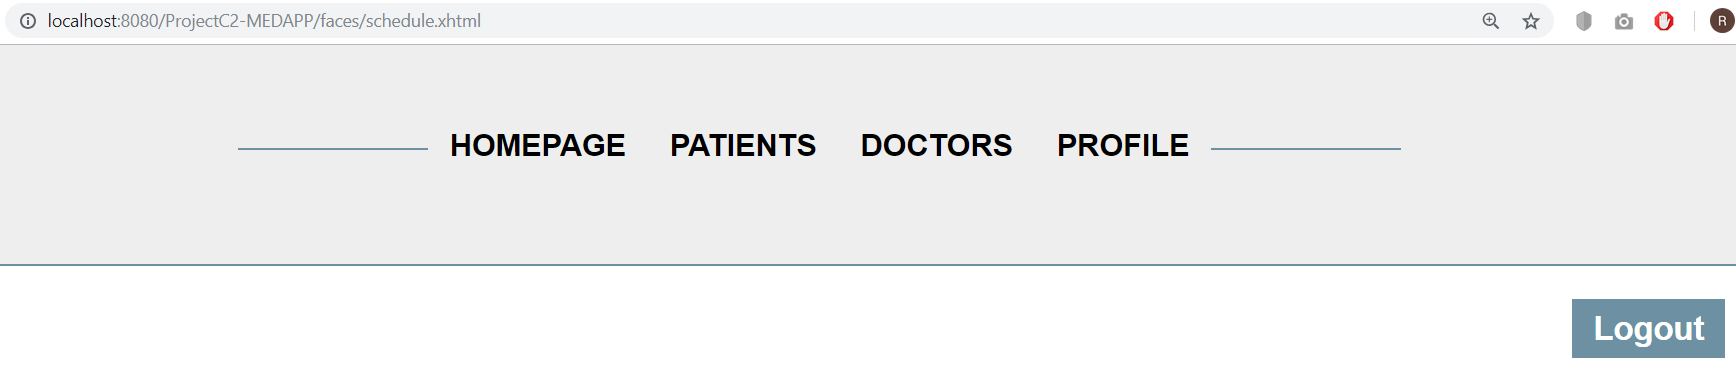 localhost:8080/ProjectC2-MEDAPP/faces/schedule.xhtml R
HOMEPAGE PATIENTS DOCTORS PROFILE
Logout